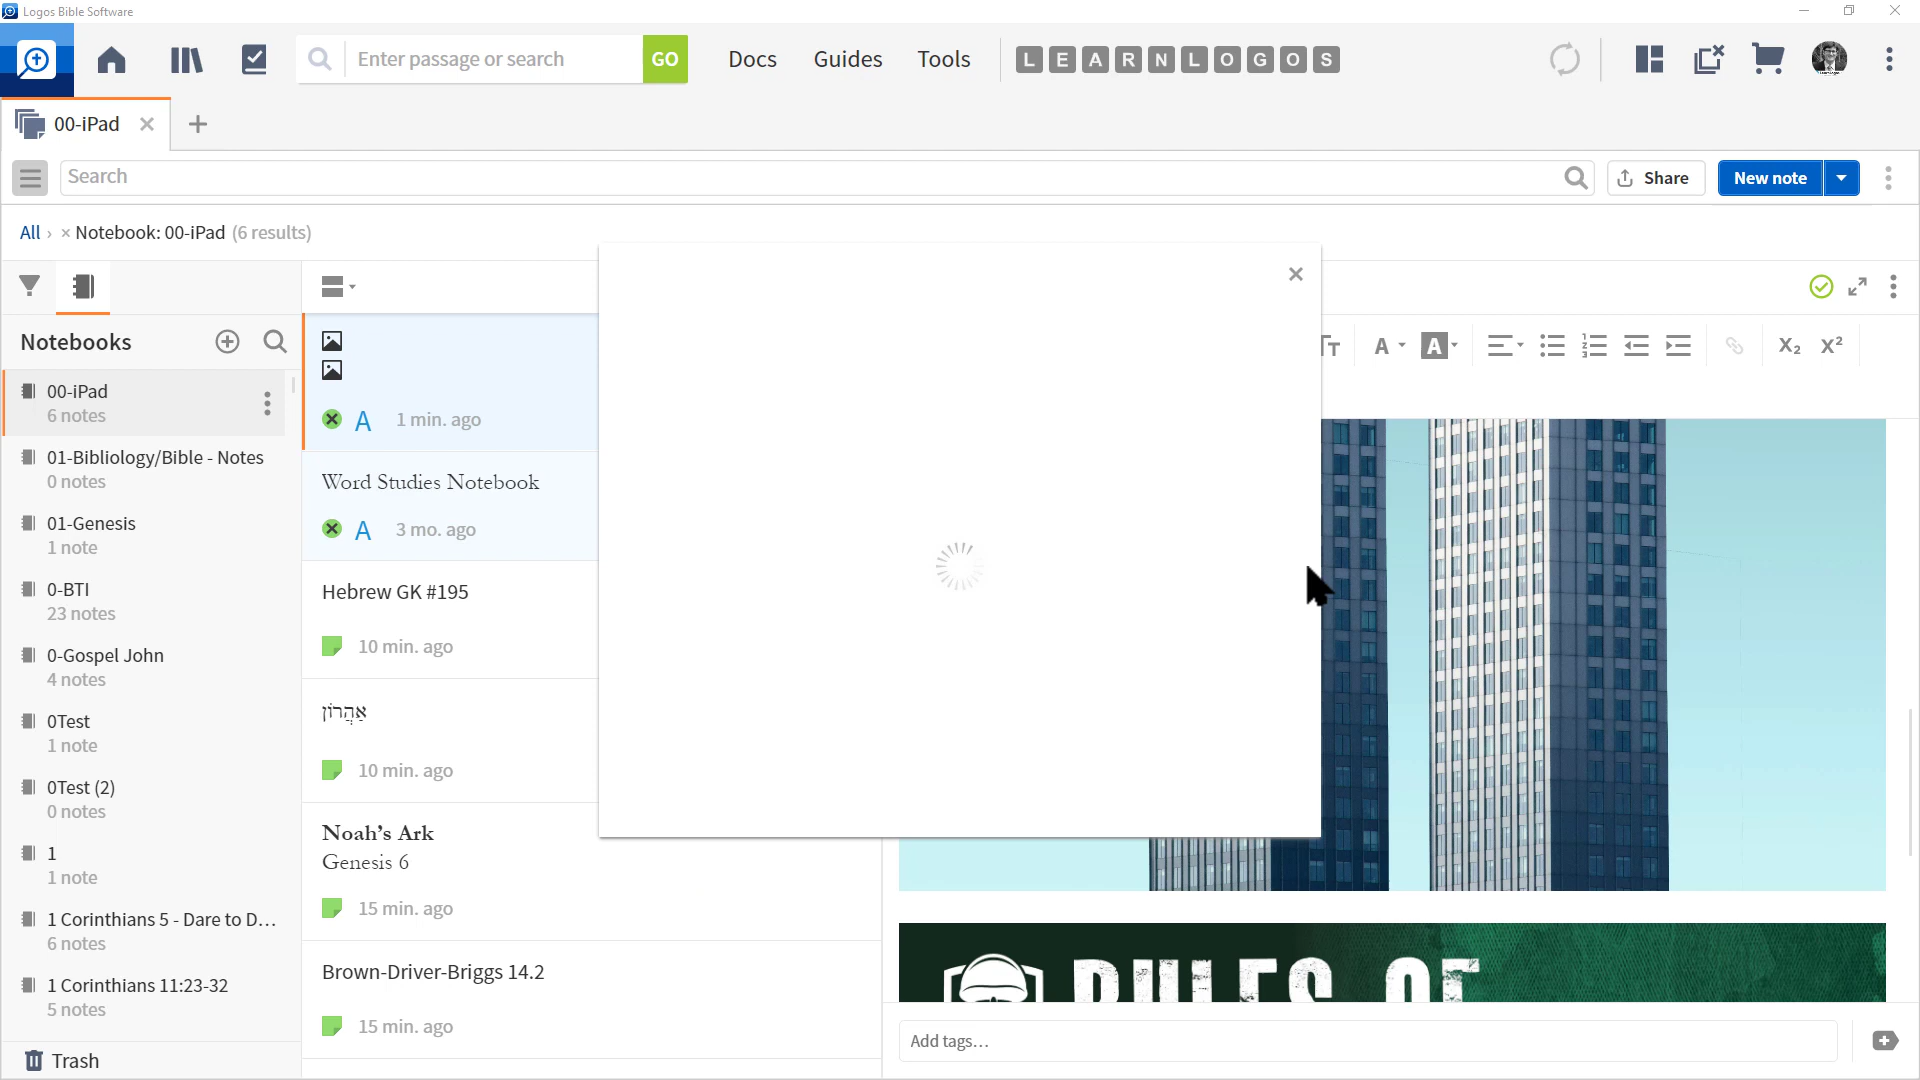 Logos Bible Software
Enter passage or search
GO
Docs
Guides
Tools
L E A R N L O G O S
00-iPad
Search
Share
New note
All › × Notebook: 00-iPad (6 results)
Notebooks
00-iPad
6 notes
01-Bibliology/Bible - Notes
0 notes
01-Genesis
1 note
0-BTI
23 notes
0-Gospel John
4 notes
0Test
1 note
0Test (2)
0 notes
1
1 note
1 Corinthians 5 - Dare to D…
6 notes
1 Corinthians 11:23-32
5 notes
Trash
A 1 min. ago
Word Studies Notebook
A 3 mo. ago
Hebrew GK #195
10 min. ago
אַהֲרוֹן
10 min. ago
Noah’s Ark
Genesis 6
15 min. ago
Brown-Driver-Briggs 14.2
15 min. ago
A A X₂ X²
RULES OF
Add tags…